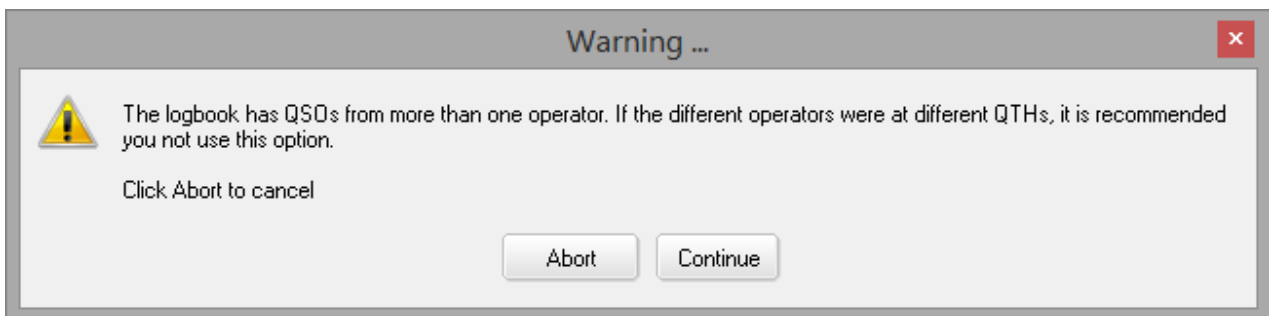 Warning ...
The logbook has QSOs from more than one operator. If the different operators were at different QTHs, it is recommended
you not use this option.
Click Abort to cancel
Abort
Continue